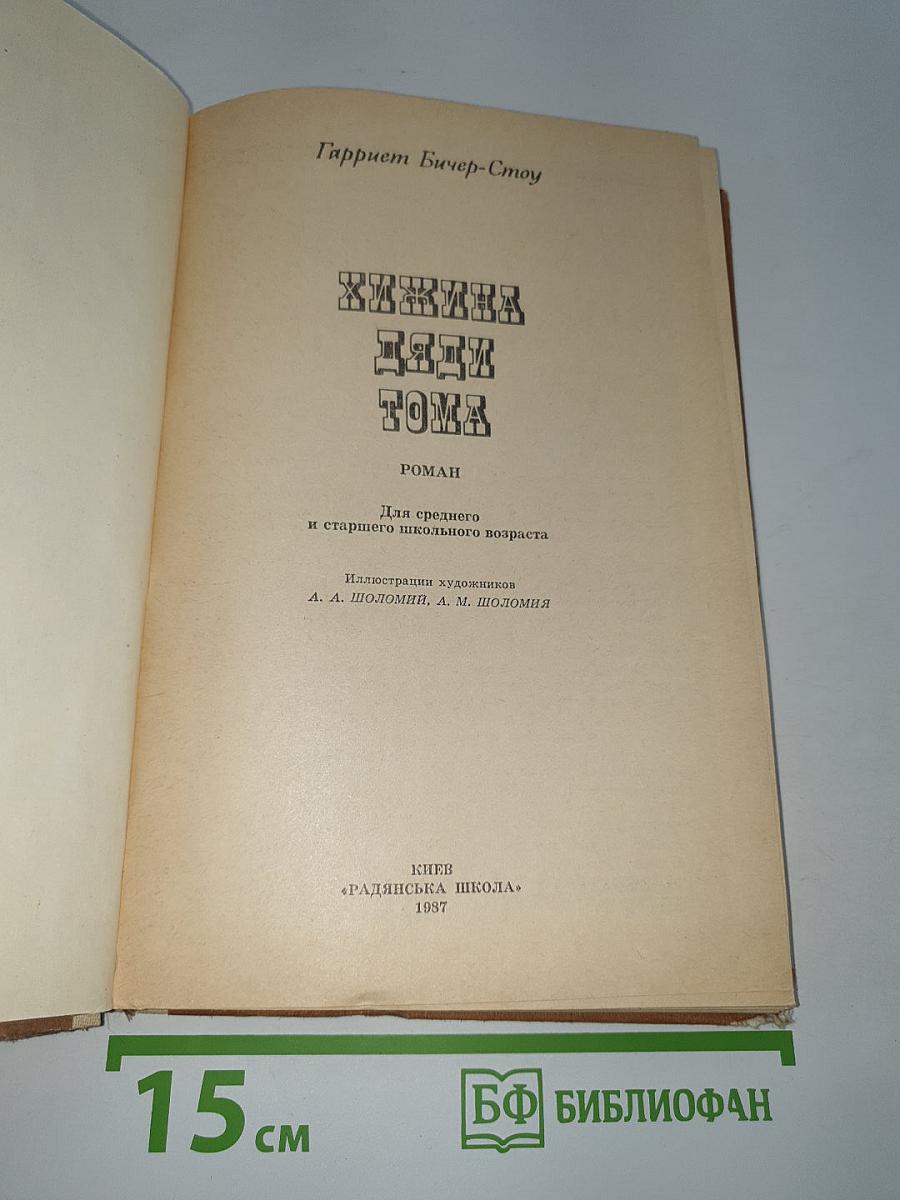 Гарриет Бичер-Стоу
ХИЖИНА
ДЯДИ
ТОМА
РОМАН
Для среднего
и старшего школьного возраста
Иллюстрации художников
А. А. ШОЛОМИЙ, А. М. ШОЛОМИЯ
КИЕВ
«РАДЯНСЬКА ШКОЛА»
1987
15 см
БФ БИБЛИОФАН